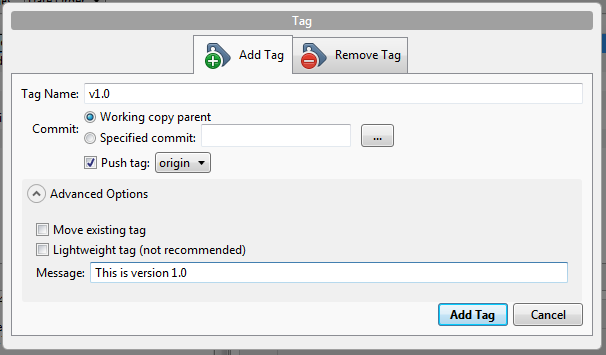 Tag
Add Tag
Remove Tag
Tag Name: v1.0
Commit: Working copy parent
Specified commit: ...
Push tag: origin
Advanced Options
Move existing tag
Lightweight tag (not recommended)
Message: This is version 1.0
Add Tag Cancel